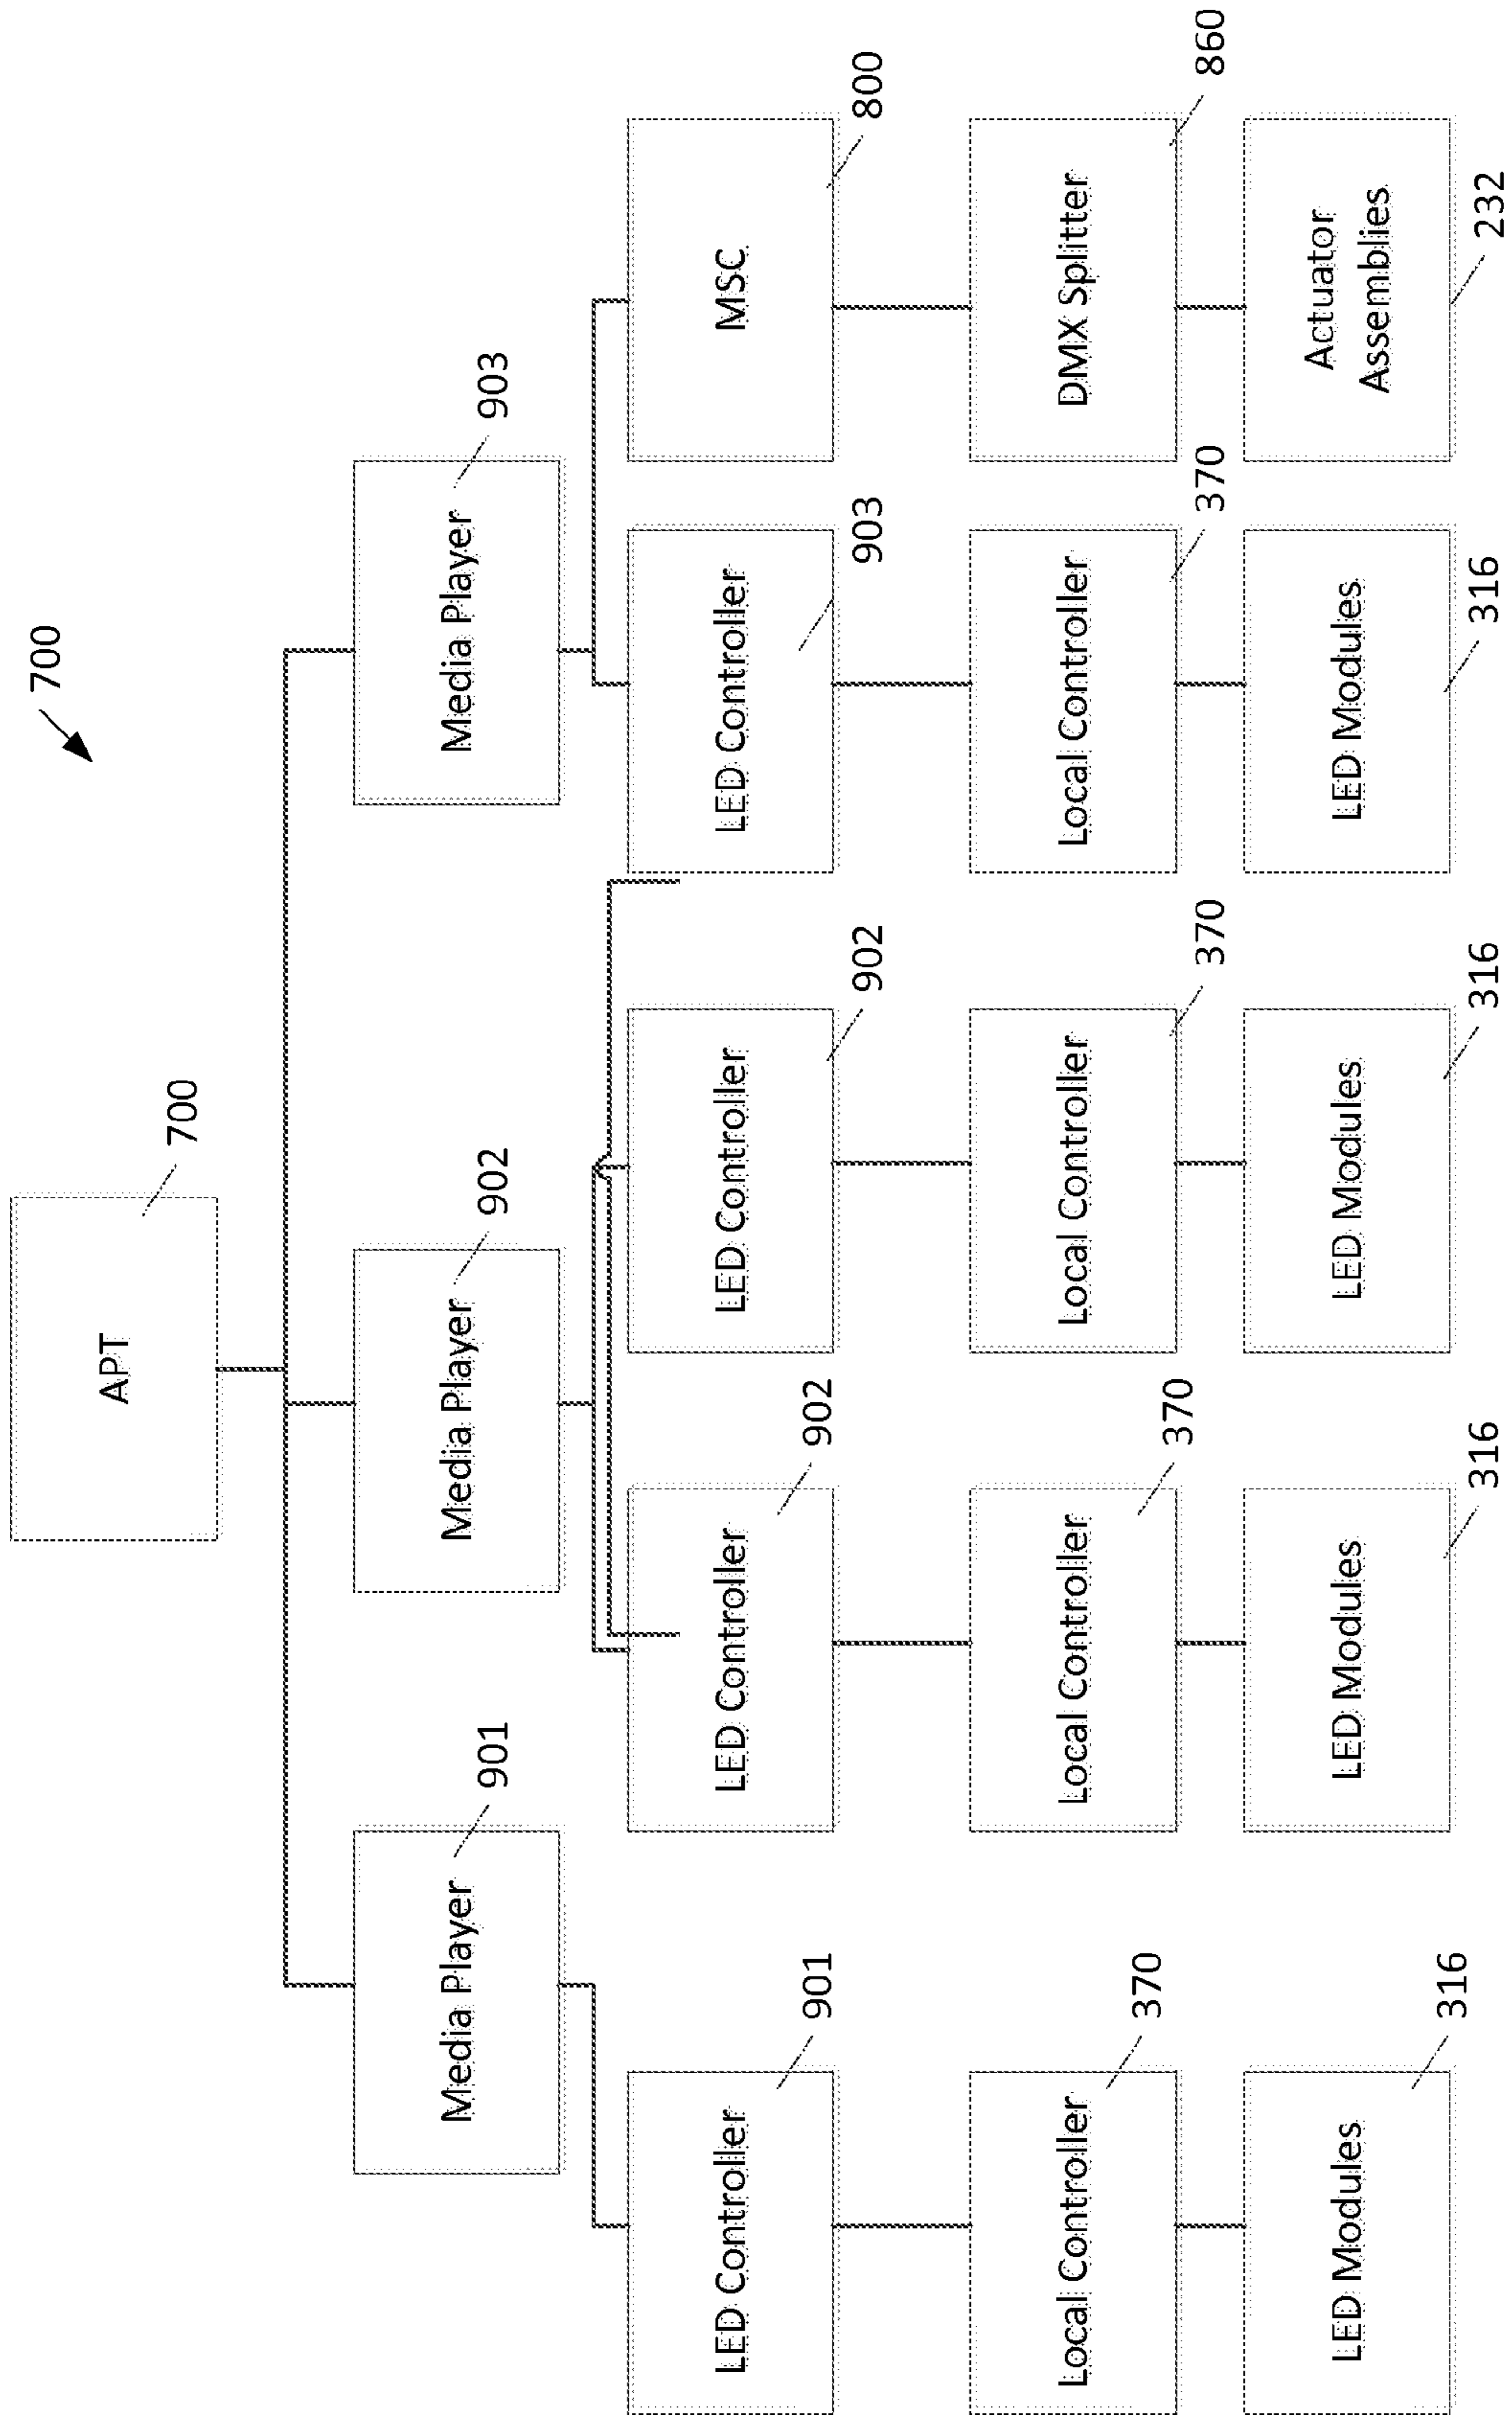 700
APT
700
Media Player
901
Media Player
902
Media Player
903
LED Controller
901
LED Controller
902
LED Controller
902
LED Controller
903
MSC
800
Local Controller
370
Local Controller
370
Local Controller
370
Local Controller
370
DMX Splitter
860
LED Modules
316
LED Modules
316
LED Modules
316
LED Modules
316
Actuator
Assemblies
232